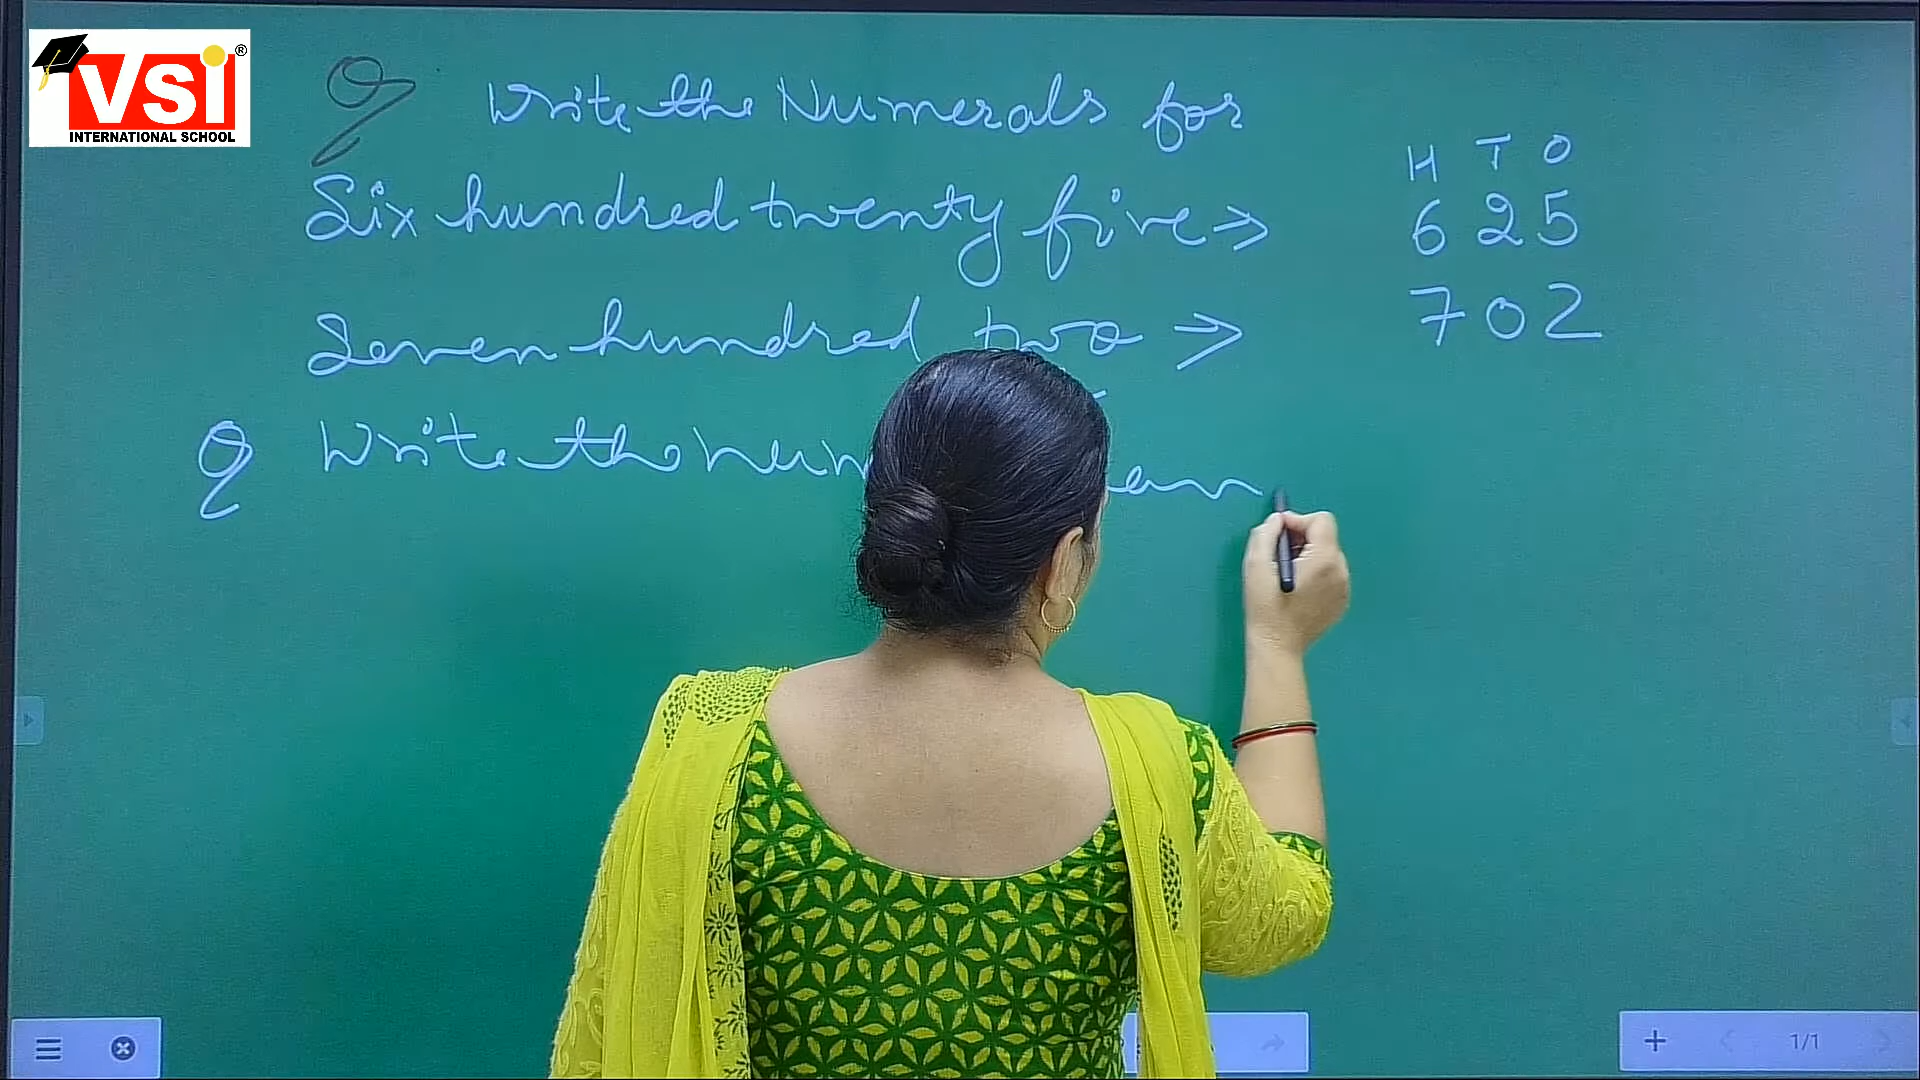 VSI ®
INTERNATIONAL SCHOOL
Q Write the Numerals for
H T O
Six hundred twenty five → 6 2 5
Seven hundred two → 7 0 2
Q Write the
1/1